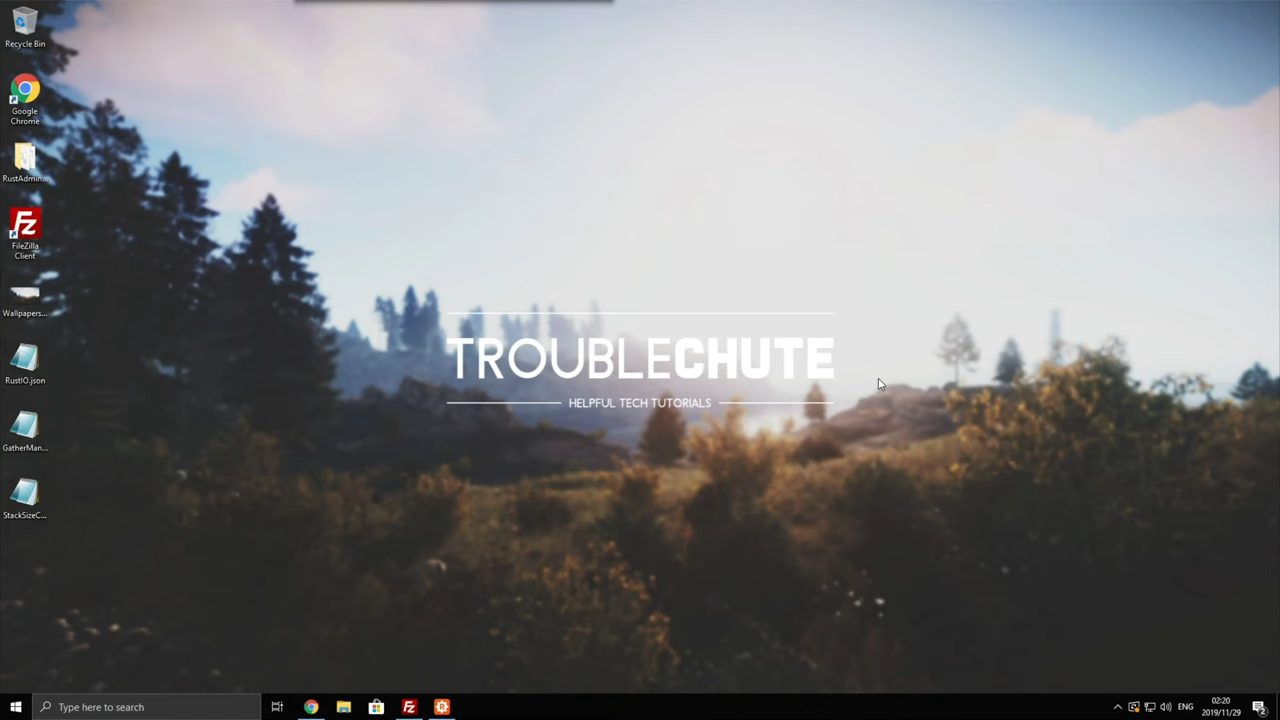 Recycle Bin
Google
Chrome
RustAdmin...
FileZilla
Client
Wallpapers...
RustIO.json
GatherMan...
StackSizeC...
TROUBLECHUTE
HELPFUL TECH TUTORIALS
Type here to search
ENG
02:20
2019/11/29
2